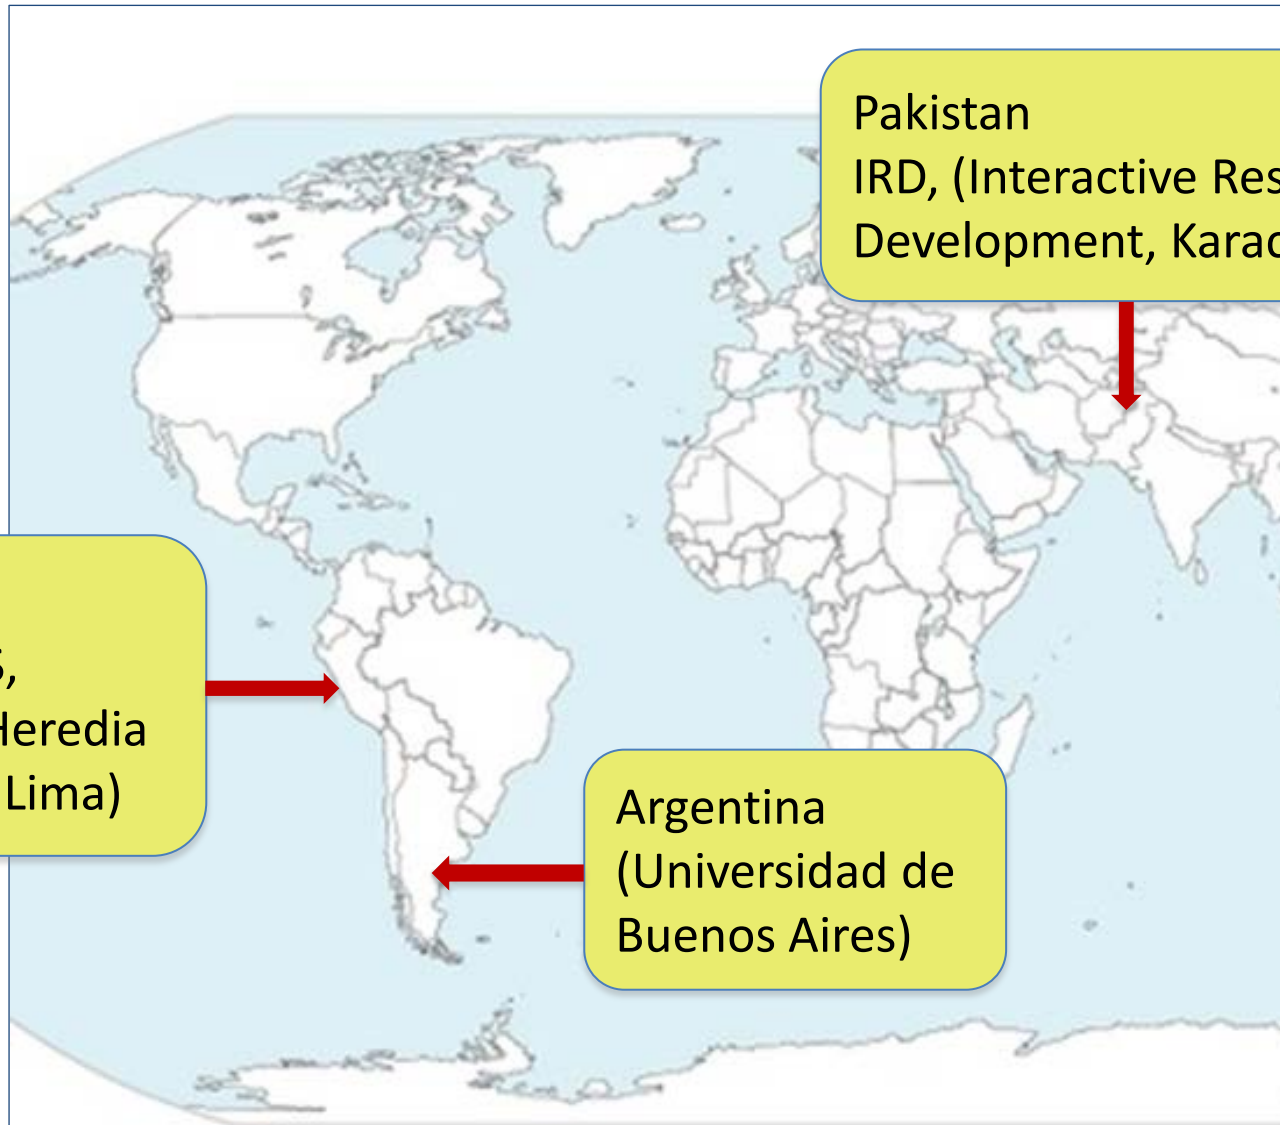 Pakistan
IRD, (Interactive Res
Development, Karac
Heredia
Lima)
Argentina
(Universidad de
Buenos Aires)